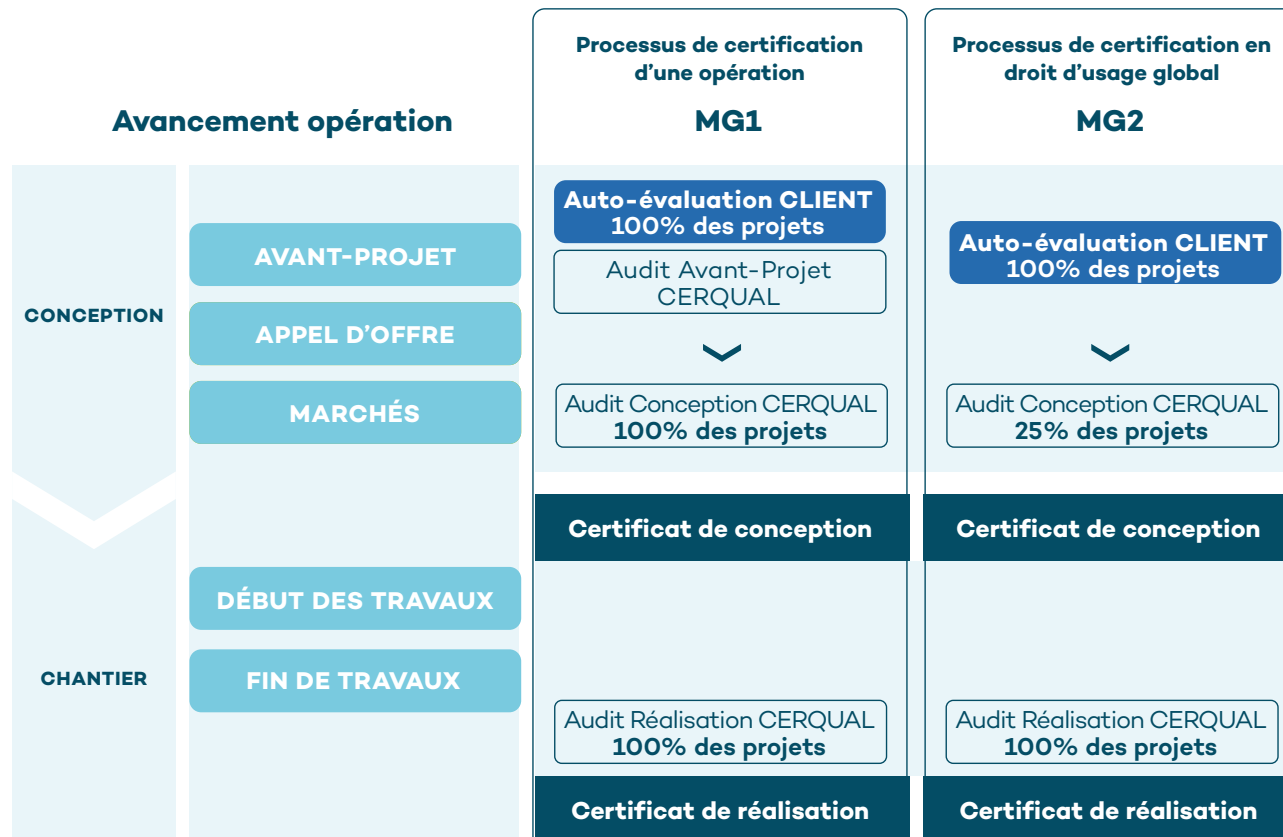 Processus de certification
d'une opération
MG1
Processus de certification en
droit d'usage global
MG2
Avancement opération
CONCEPTION
AVANT-PROJET
APPEL D'OFFRE
MARCHÉS
Auto-évaluation CLIENT
100% des projets
Audit Avant-Projet
CERQUAL
Audit Conception CERQUAL
100% des projets
Auto-évaluation CLIENT
100% des projets
Audit Conception CERQUAL
25% des projets
Certificat de conception
Certificat de conception
CHANTIER
DÉBUT DES TRAVAUX
FIN DE TRAVAUX
Audit Réalisation CERQUAL
100% des projets
Audit Réalisation CERQUAL
100% des projets
Certificat de réalisation
Certificat de réalisation